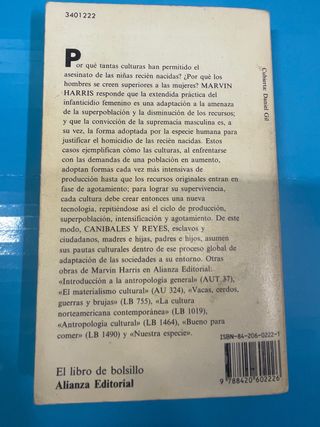 3401222
Por qué tantas culturas han permitido el
asesinato de las niñas recién nacidas? ¿Por qué los
hombres se creen superiores a las mujeres? MARVIN
HARRIS responde que la extendida práctica del
infanticidio femenino es una adaptación a la amenaza
de la superpoblación y la disminución de los recursos;
y que la convicción de la supremacía masculina es, a
su vez, la forma adoptada por la especie humana para
justificar el homicidio de las recién nacidas. Estos
casos ejemplifican cómo las culturas, al enfrentarse
con las demandas de una población en aumento,
adoptan formas cada vez más intensivas de
producción hasta que los recursos originales entran en
fase de agotamiento; para lograr su supervivencia,
cada cultura debe crear entonces una nueva
tecnología, repitiéndose así el ciclo de producción,
superpoblación, intensificación y agotamiento. De este
modo, CANIBALES Y REYES, esclavos y
ciudadanos, madres e hijas, padres e hijos, asumen
sus pautas culturales dentro de ese proceso global de
adaptación de las sociedades a su entorno. Otras
obras de Marvin Harris en Alianza Editorial:
«Introducción a la antropología general» (AUT 37),
«El materialismo cultural» (AU 324), «Vacas, cerdos,
guerras y brujas» (LB 755), «La cultura
norteamericana contemporánea» (LB 1019),
«Antropología cultural» (LB 1464), «Bueno para
comer» (LB 1490) y «Nuestra especie».
El libro de bolsillo
Alianza Editorial
Cubierta: Daniel Gil
ISBN-84-206-0222-1
9 788420 602226